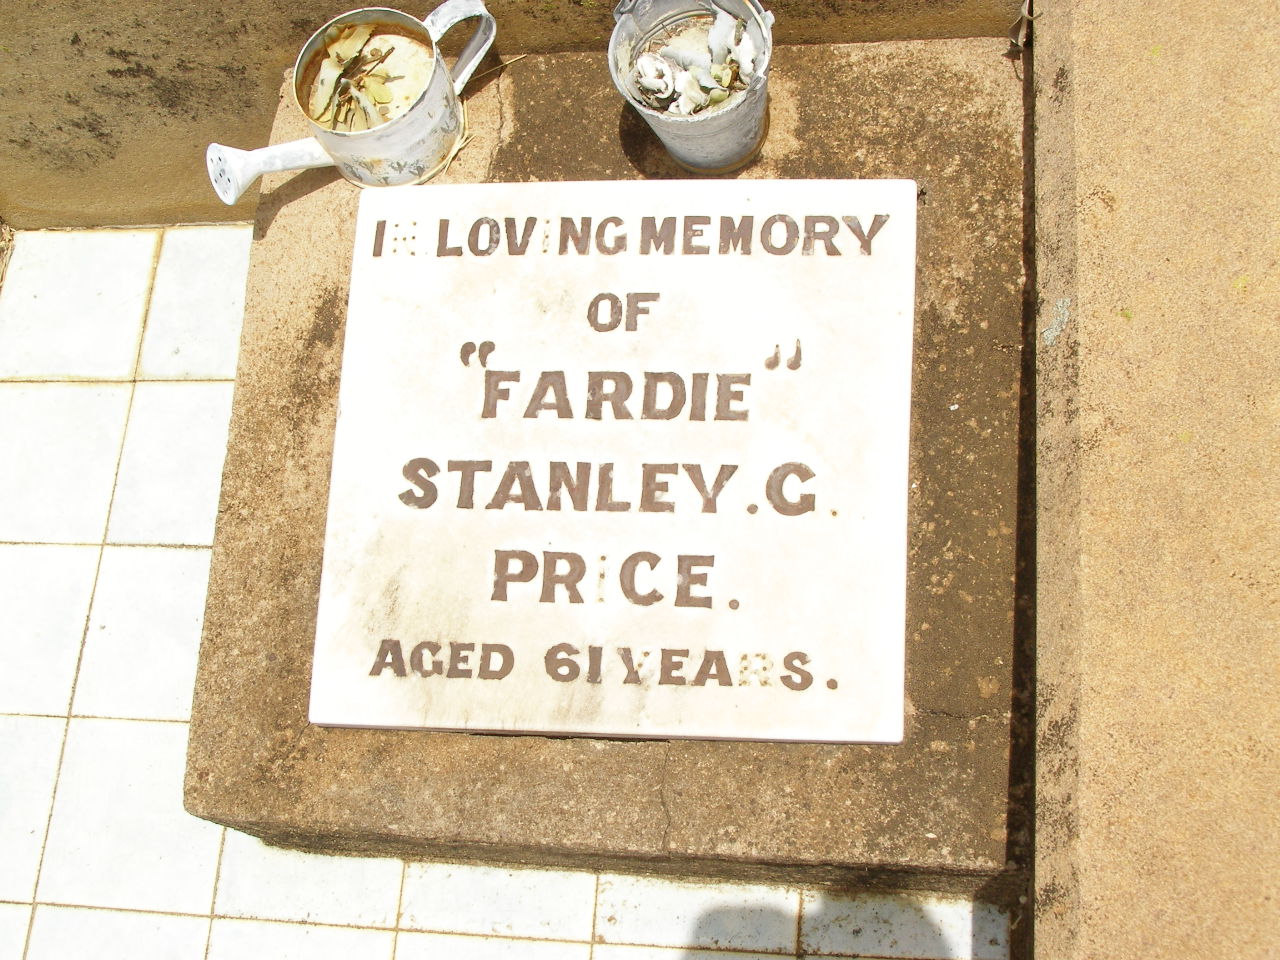 IN LOVING MEMORY
OF
"FARDIE"
STANLEY.G.
PRICE.
AGED 61 YEARS.